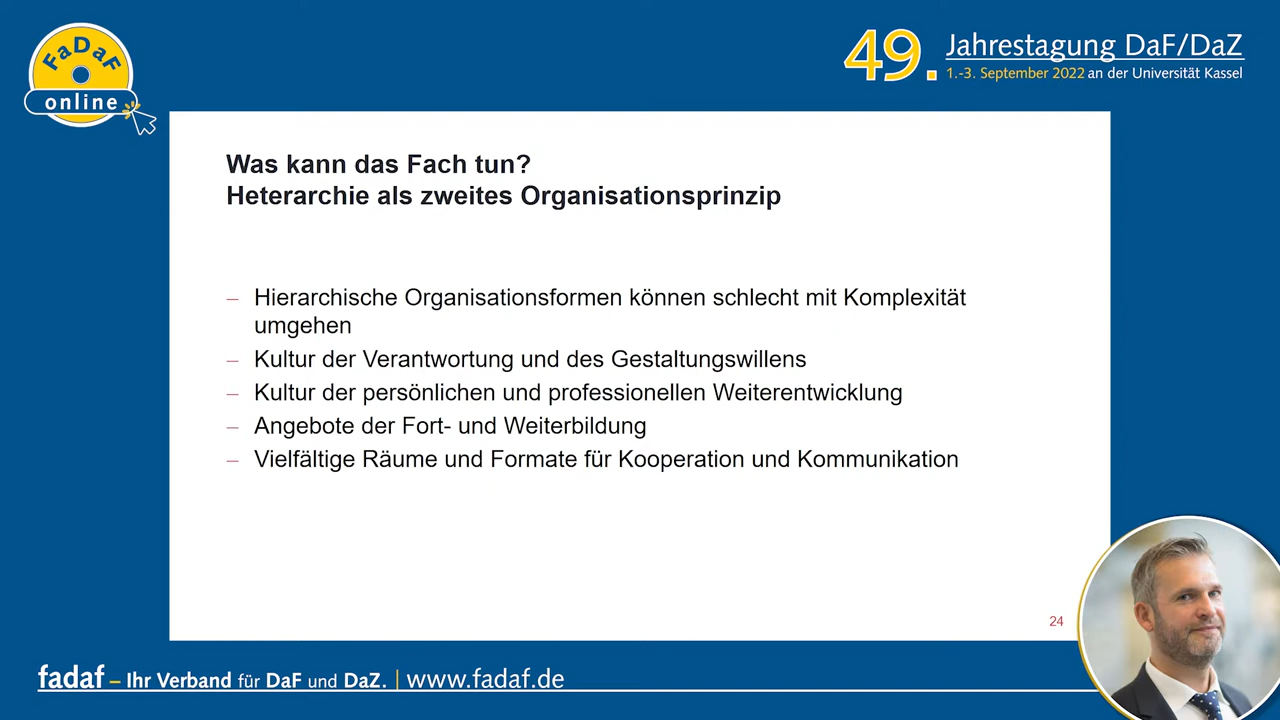 FaDaF
online
49. Jahrestagung DaF/DaZ
1.-3. September 2022 an der Universität Kassel
Was kann das Fach tun?
Heterarchie als zweites Organisationsprinzip
– Hierarchische Organisationsformen können schlecht mit Komplexität
umgehen
– Kultur der Verantwortung und des Gestaltungswillens
– Kultur der persönlichen und professionellen Weiterentwicklung
– Angebote der Fort- und Weiterbildung
– Vielfältige Räume und Formate für Kooperation und Kommunikation
24
fadaf – Ihr Verband für DaF und DaZ. | www.fadaf.de